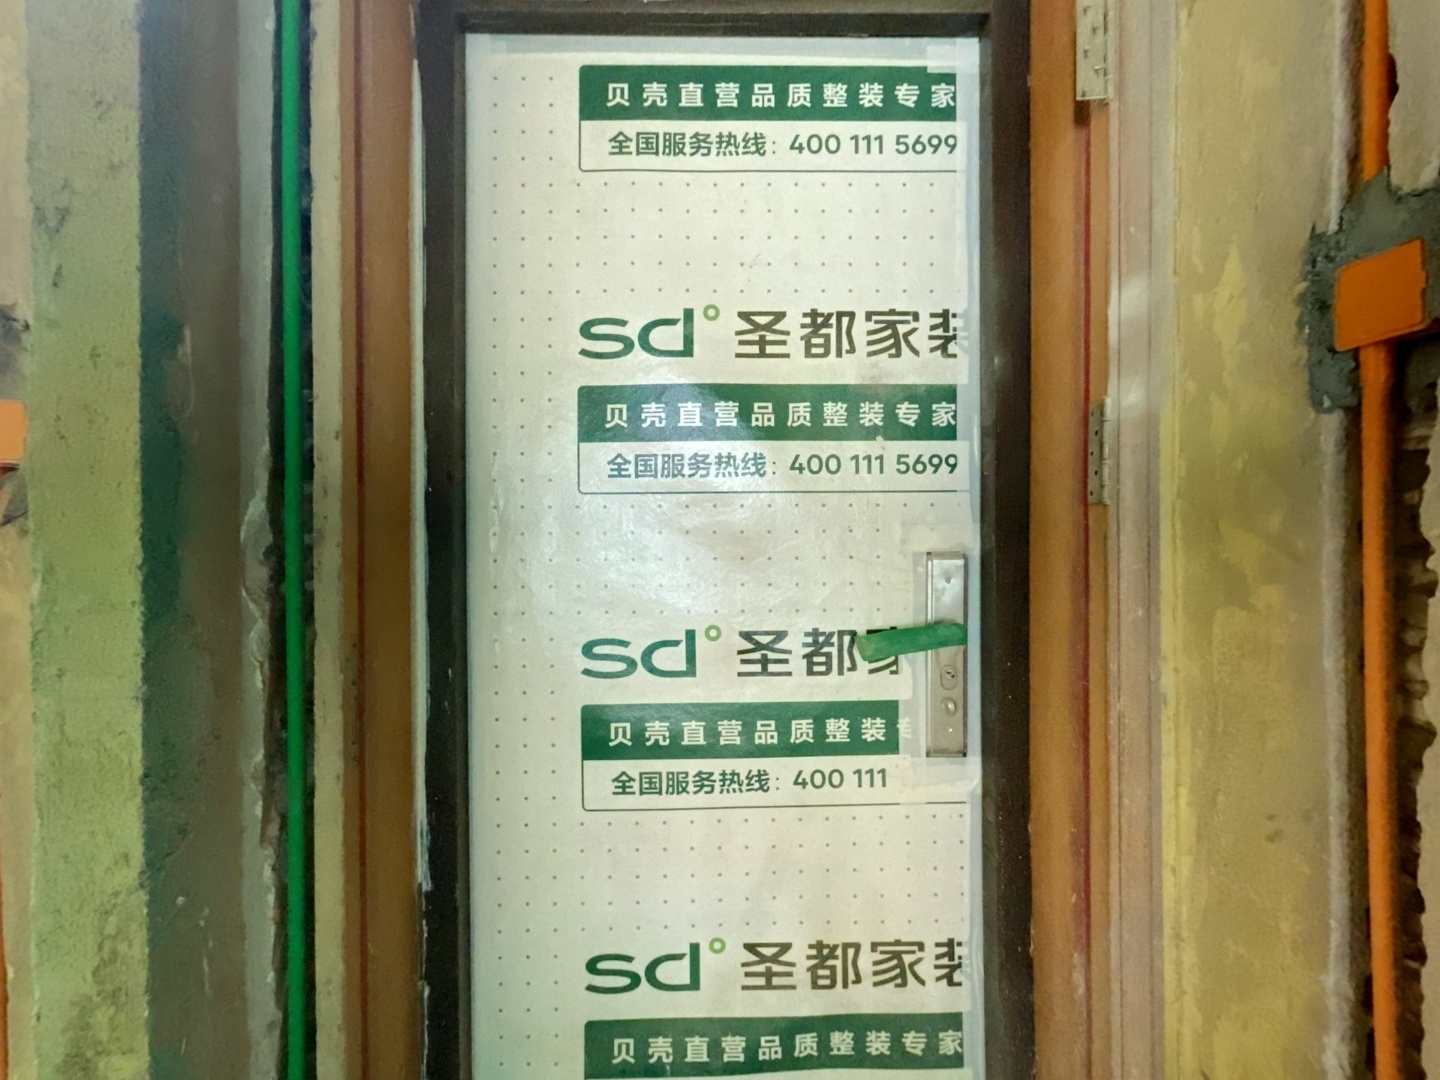 贝壳直营品质整装专家
全国服务热线：400 111 5699
sd 圣都家装
贝壳直营品质整装专家
全国服务热线：400 111 5699
sd 圣都家
贝壳直营品质整装专
全国服务热线：400 111
sd 圣都家装
贝壳直营品质整装专家